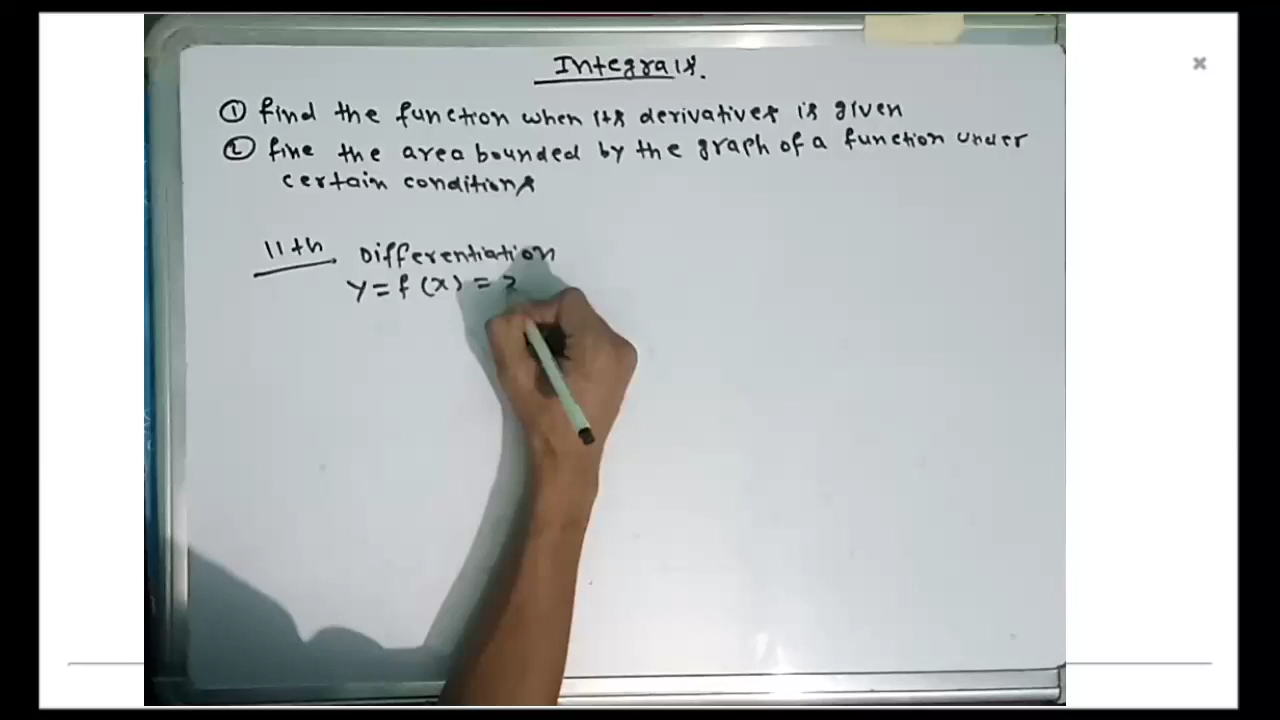 Integrals.
① find the function when its derivatives is given
② fine the area bounded by the graph of a function under
certain conditions
11th Differentiation
y = f(x) =